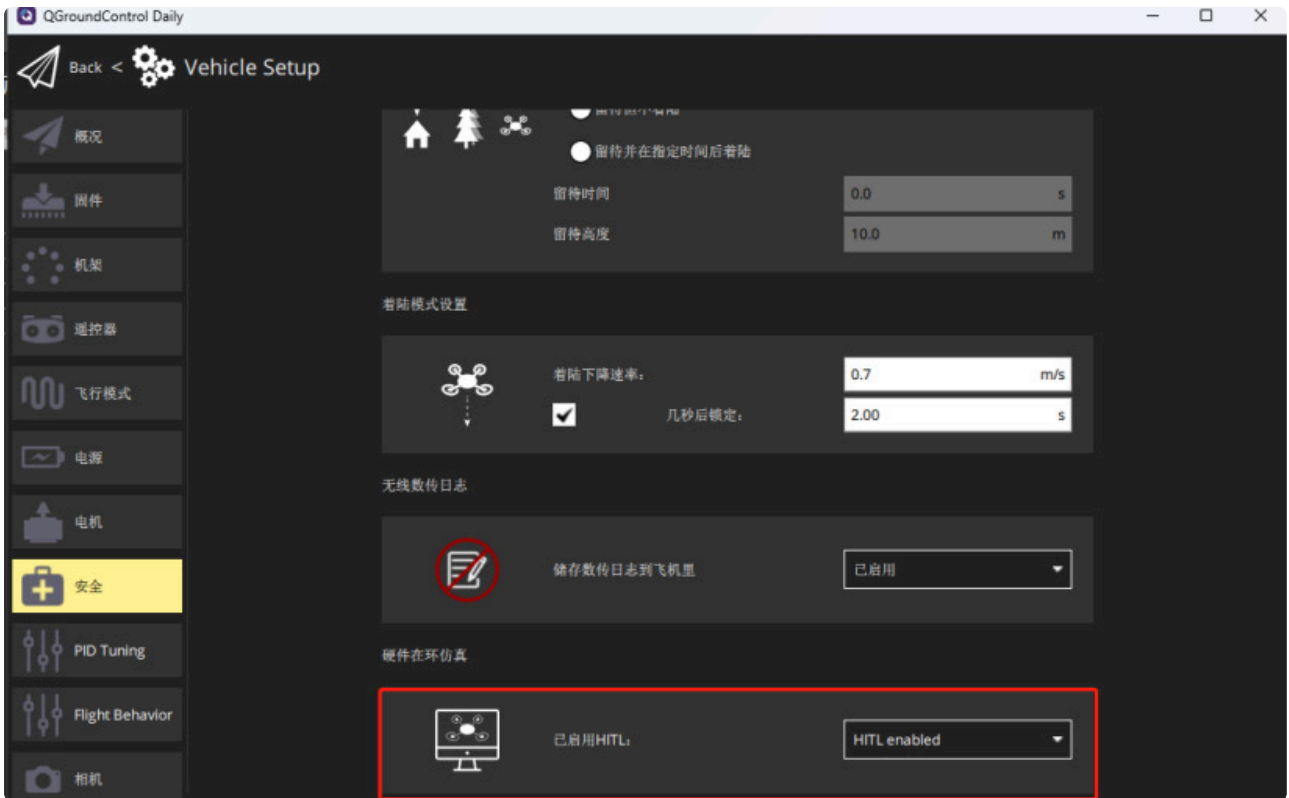 QGroundControl Daily
Back < Vehicle Setup
概况
固件
机架
遥控器
飞行模式
电源
电机
安全
PID Tuning
Flight Behavior
相机
留待并在指定时间后着陆
留待时间 0.0 s
留待高度 10.0 m
着陆模式设置
着陆下降速率: 0.7 m/s
几秒后锁定: 2.00 s
无线数传日志
储存数传日志到飞机里 已启用
硬件在环仿真
已启用HITL: HITL enabled